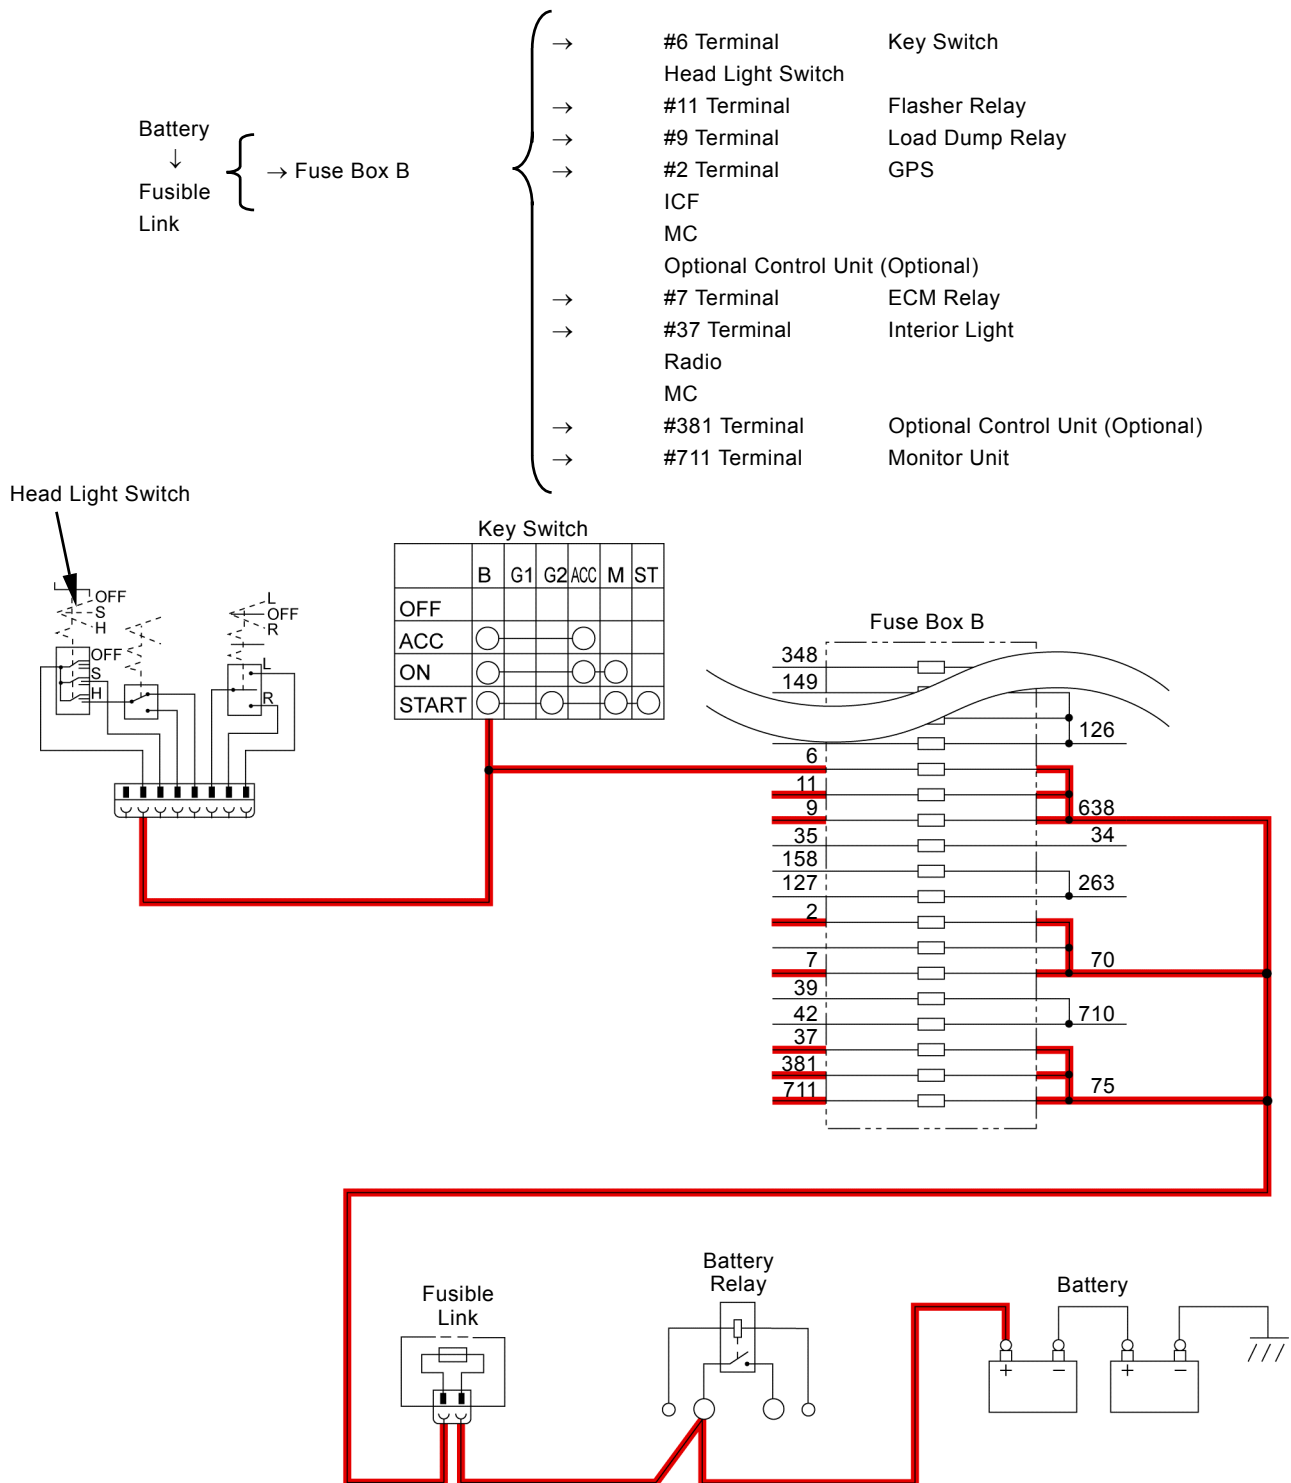 → #6 Terminal Key Switch
Head Light Switch
→ #11 Terminal Flasher Relay
→ #9 Terminal Load Dump Relay
→ #2 Terminal GPS
ICF
MC
Optional Control Unit (Optional)
→ #7 Terminal ECM Relay
→ #37 Terminal Interior Light
Radio
MC
→ #381 Terminal Optional Control Unit (Optional)
→ #711 Terminal Monitor Unit
Battery
↓
Fusible
Link
→ Fuse Box B
Head Light Switch
OFF
S
H
OFF
S
H
L
OFF
R
L
R
Key Switch
B G1 G2 ACC M ST
OFF
ACC
ON
START
Fuse Box B
348
149
126
6
11
9
638
35
34
158
127
263
2
7
70
39
42
710
37
381
711
75
Fusible
Link
Battery
Relay
Battery
+ − + −